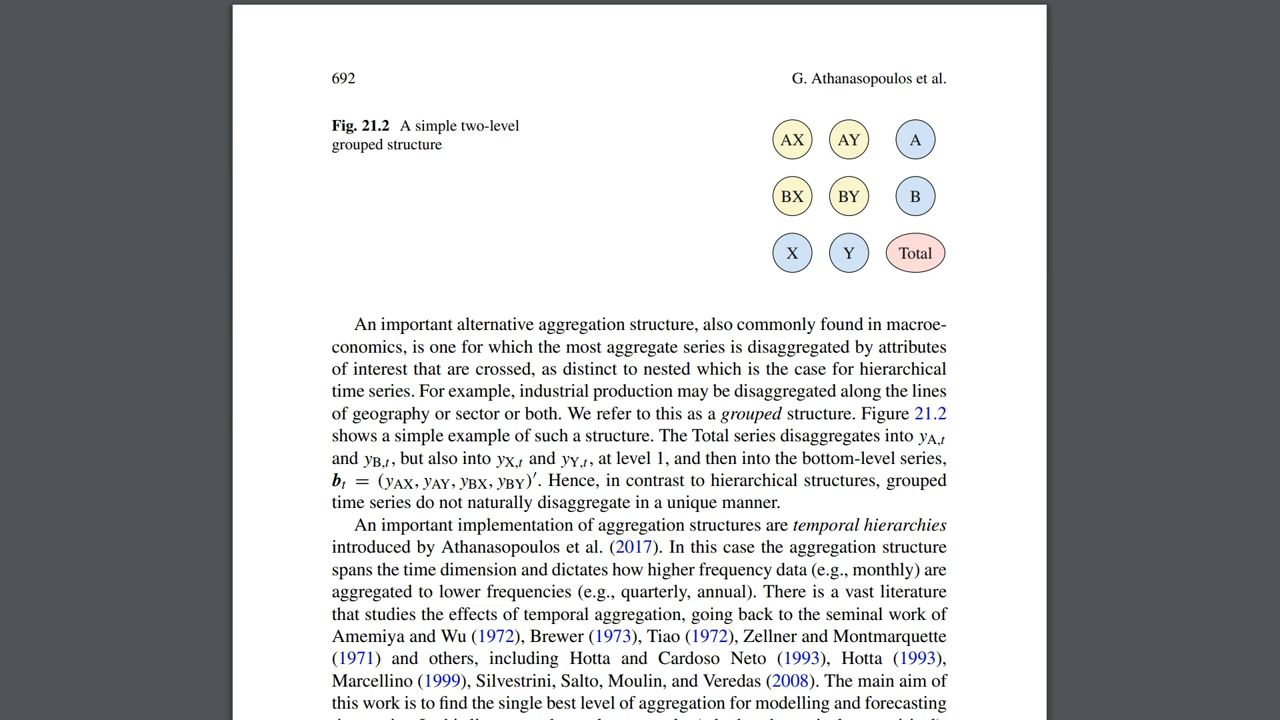 692
G. Athanasopoulos et al.
Fig. 21.2 A simple two-level
grouped structure
AX AY A
BX BY B
X Y Total
An important alternative aggregation structure, also commonly found in macroe-
conomics, is one for which the most aggregate series is disaggregated by attributes
of interest that are crossed, as distinct to nested which is the case for hierarchical
time series. For example, industrial production may be disaggregated along the lines
of geography or sector or both. We refer to this as a grouped structure. Figure 21.2
shows a simple example of such a structure. The Total series disaggregates into yA,t
and yB,t, but also into yX,t and yY,t, at level 1, and then into the bottom-level series,
bt = (yAX, yAY, yBX, yBY)′. Hence, in contrast to hierarchical structures, grouped
time series do not naturally disaggregate in a unique manner.
An important implementation of aggregation structures are temporal hierarchies
introduced by Athanasopoulos et al. (2017). In this case the aggregation structure
spans the time dimension and dictates how higher frequency data (e.g., monthly) are
aggregated to lower frequencies (e.g., quarterly, annual). There is a vast literature
that studies the effects of temporal aggregation, going back to the seminal work of
Amemiya and Wu (1972), Brewer (1973), Tiao (1972), Zellner and Montmarquette
(1971) and others, including Hotta and Cardoso Neto (1993), Hotta (1993),
Marcellino (1999), Silvestrini, Salto, Moulin, and Veredas (2008). The main aim of
this work is to find the single best level of aggregation for modelling and forecasting